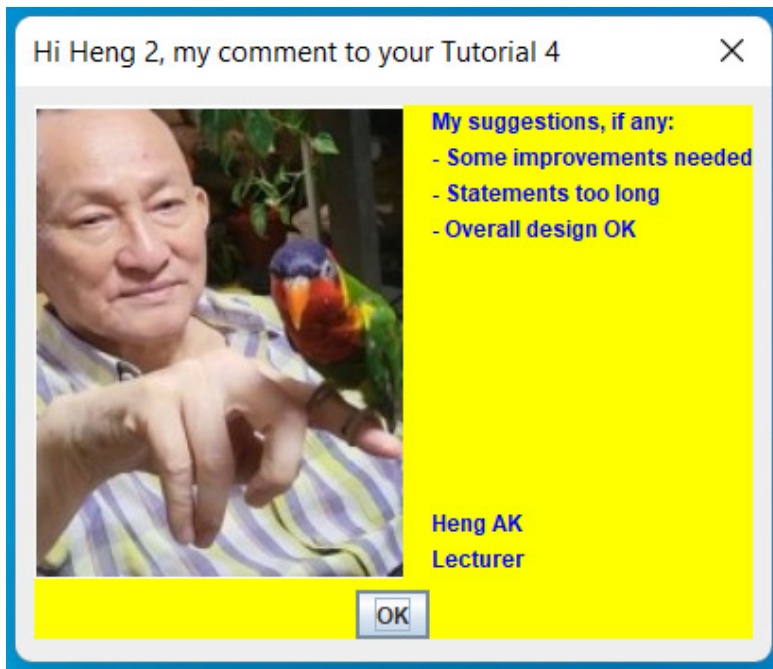 Hi Heng 2, my comment to your Tutorial 4
My suggestions, if any:
- Some improvements needed
- Statements too long
- Overall design OK
Heng AK
Lecturer
OK